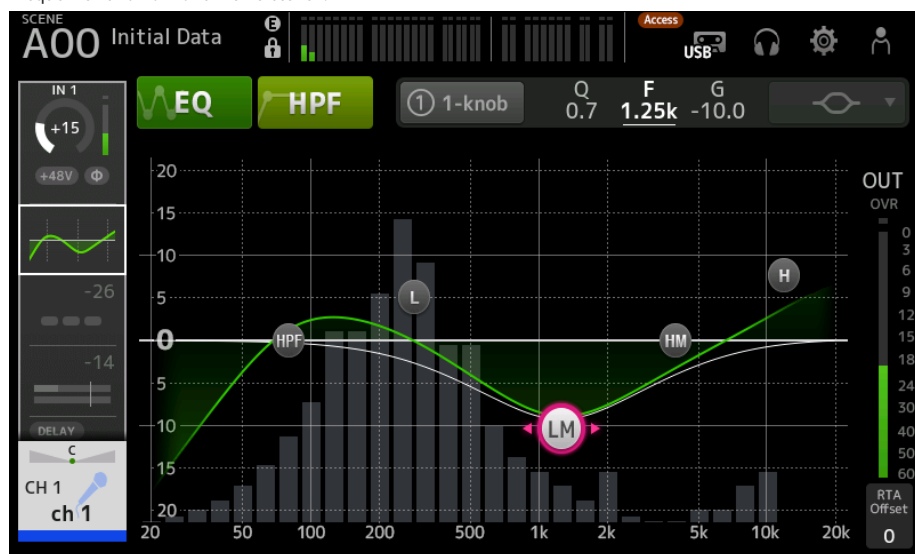 SCENE
A00 Initial Data
E
Access
USB
IN 1
+15
+48V Φ
-26
-14
DELAY
C
CH 1
ch 1
EQ
HPF
1 1-knob
Q F G
0.7 1.25k -10.0
20
15
10
5
0
5
10
15
20
L
H
HPF
HM
LM
20 50 100 200 500 1k 2k 5k 10k 20k
OUT
OVR
0
3
6
9
12
15
18
24
30
40
50
60
RTA
Offset
0